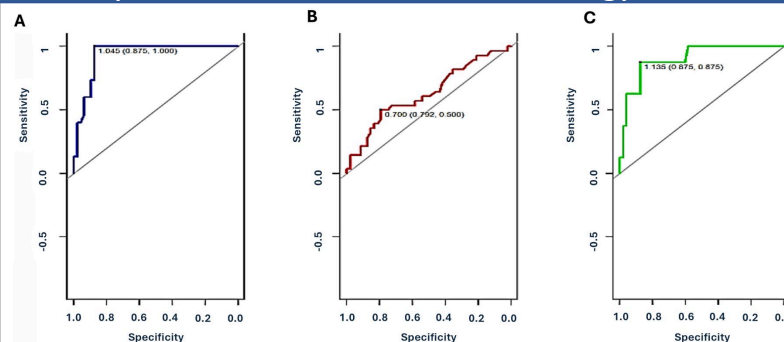 A
B
C
1
1.045 (0.875, 1.000)
Sensitivity
0.5
0.0
-0.5
1.0 0.8 0.6 0.4 0.2 0.0
Specificity
1
Sensitivity
0.5
0.700 (0.792, 0.500)
0.0
-0.5
1.0 0.8 0.6 0.4 0.2 0.0
Specificity
1
1.135 (0.875, 0.875)
Sensitivity
0.5
0.0
-0.5
1.0 0.8 0.6 0.4 0.2
Specificity